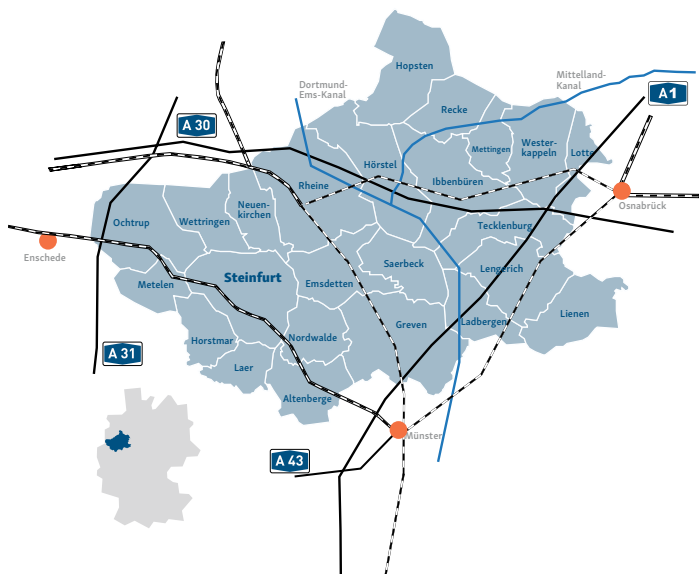 Hopsten
Dortmund-
Ems-Kanal
Mittelland-
Kanal
A 1
Recke
A 30
Mettingen
Wester-
kappeln
Lotte
Hörstel
Rheine
Ibbenbüren
Osnabrück
Neuen-
kirchen
Ochtrup
Wettringen
Tecklenburg
Enschede
Saerbeck
Lengerich
Steinfurt
Metelen
Emsdetten
Lienen
Greven
Ladbergen
Horstmar
Nordwalde
A 31
Laer
Altenberge
Münster
A 43